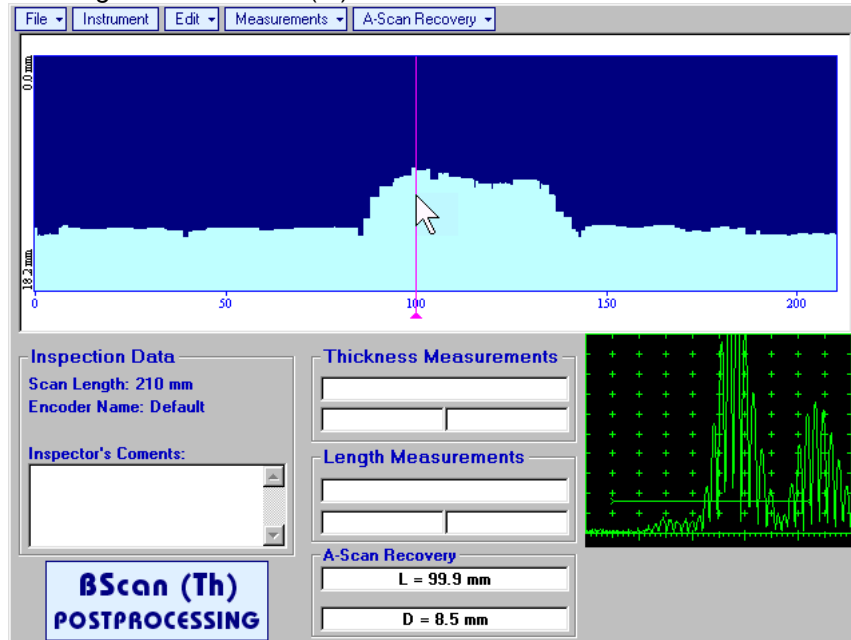 File Instrument Edit Measurements A-Scan Recovery
0.0 mm
18.2 mm
0 50 100 150 200
Inspection Data
Scan Length: 210 mm
Encoder Name: Default
Inspector's Coments:
Thickness Measurements
Length Measurements
A-Scan Recovery
L = 99.9 mm
D = 8.5 mm
βScan (Th)
POSTPROCESSING